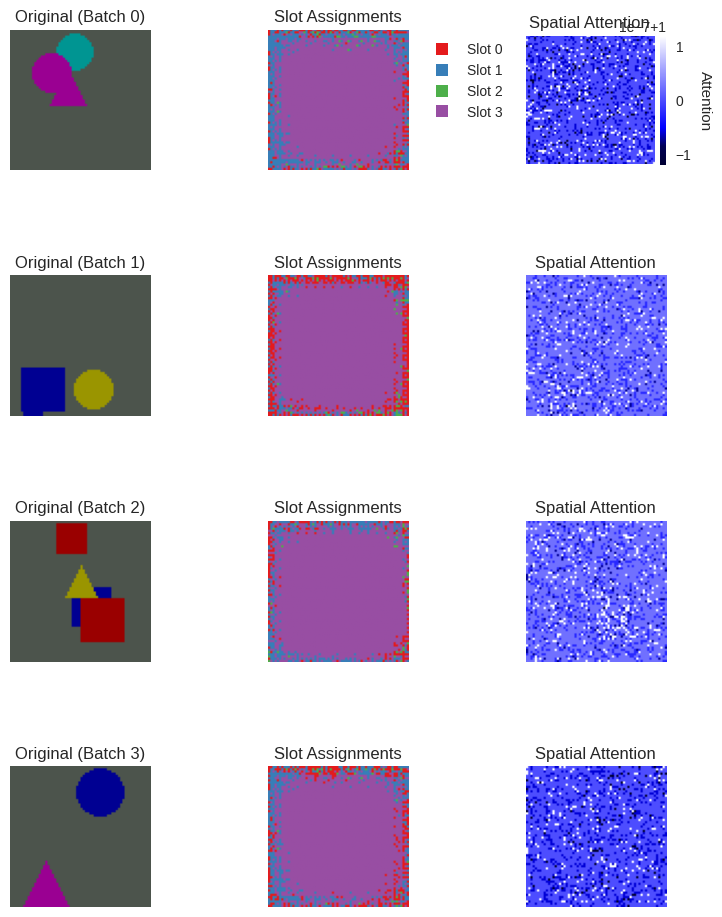 Original (Batch 0)
Slot Assignments
Slot 0
Slot 1
Slot 2
Slot 3
Spatial Attention
1e−7+1
1
0
−1
Attention
Original (Batch 1)
Slot Assignments
Spatial Attention
Original (Batch 2)
Slot Assignments
Spatial Attention
Original (Batch 3)
Slot Assignments
Spatial Attention